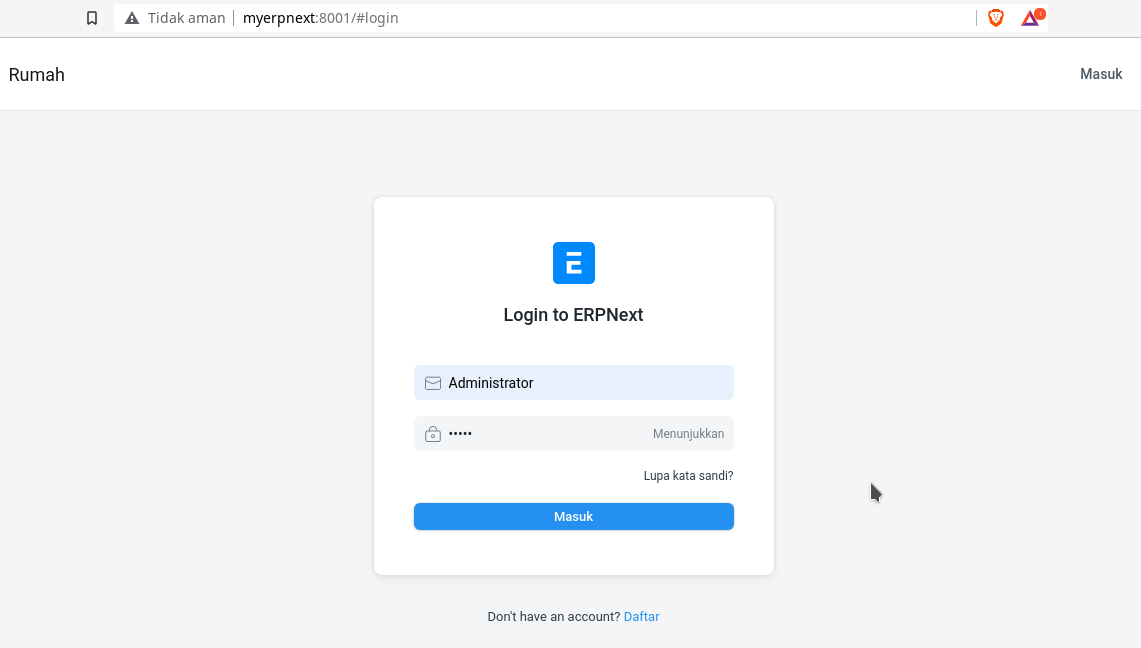 Tidak aman myerpnext:8001/#login
Rumah Masuk
Login to ERPNext
Administrator
••••• Menunjukkan
Lupa kata sandi?
Masuk
Don't have an account? Daftar